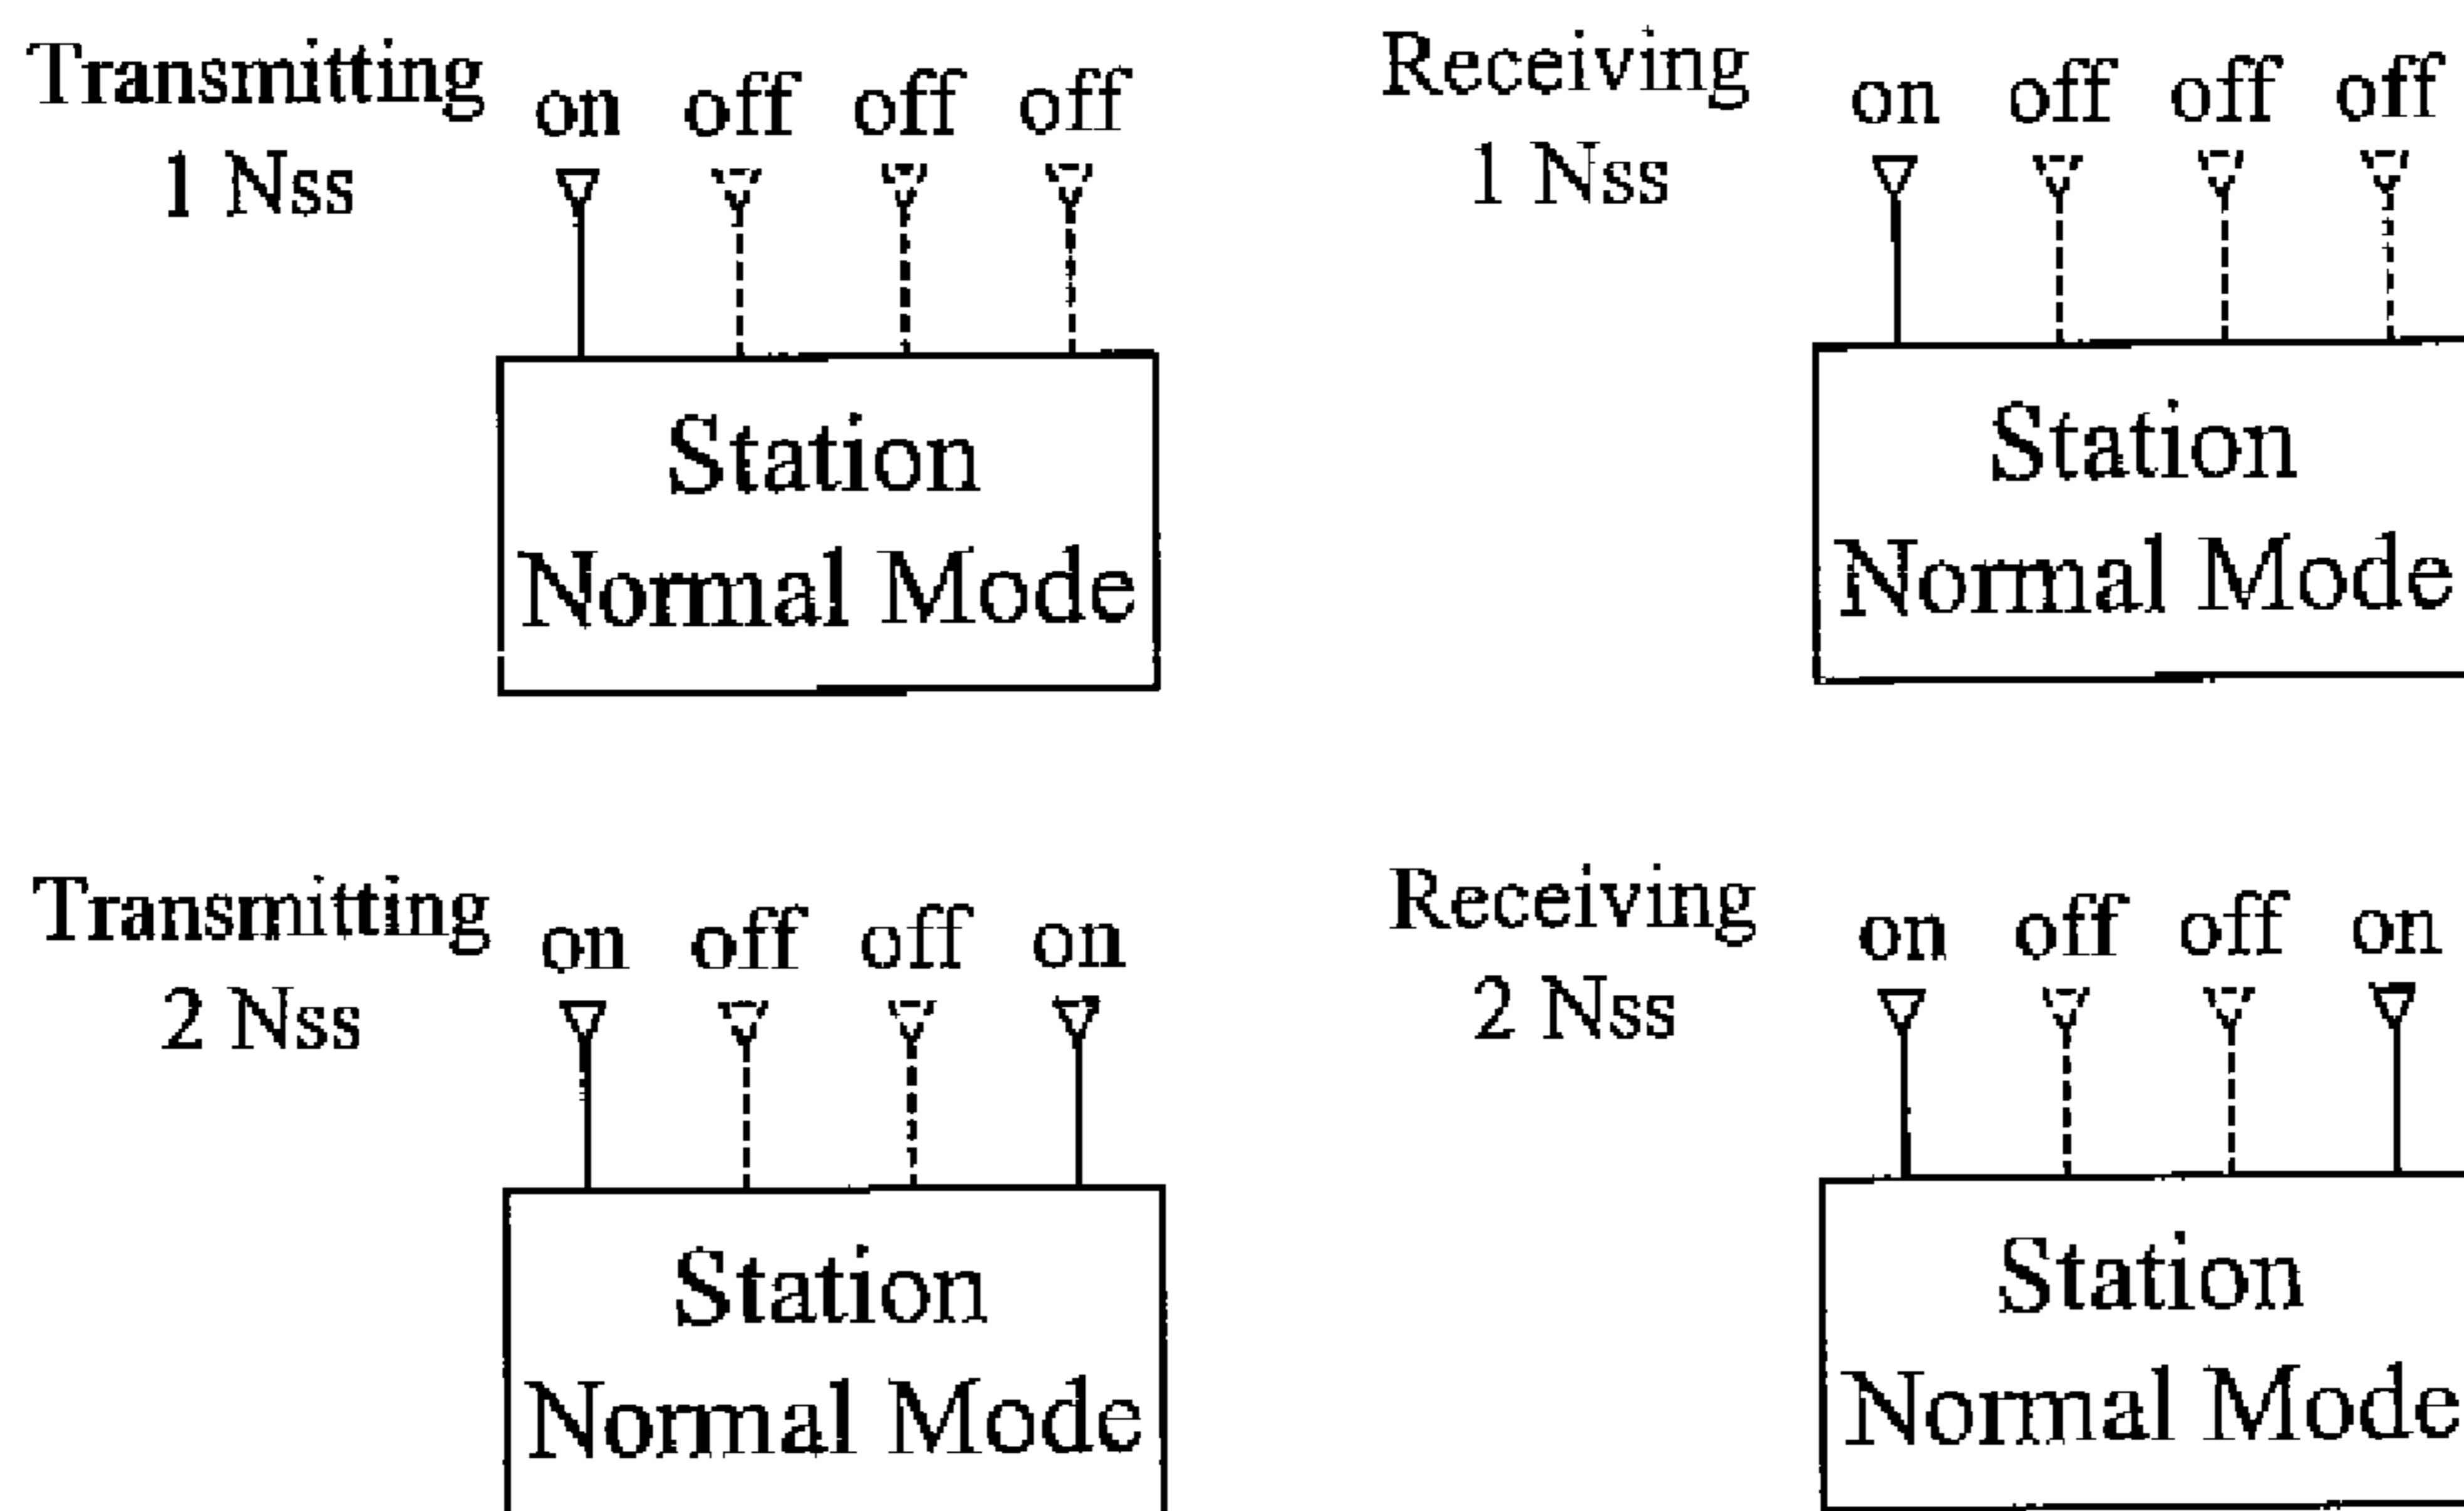 Transmitting
1 Nss
on off off off
Station
Normal Mode
Receiving
1 Nss
on off off off
Station
Normal Mode
Transmitting
2 Nss
on off off on
Station
Normal Mode
Receiving
2 Nss
on off off on
Station
Normal Mode